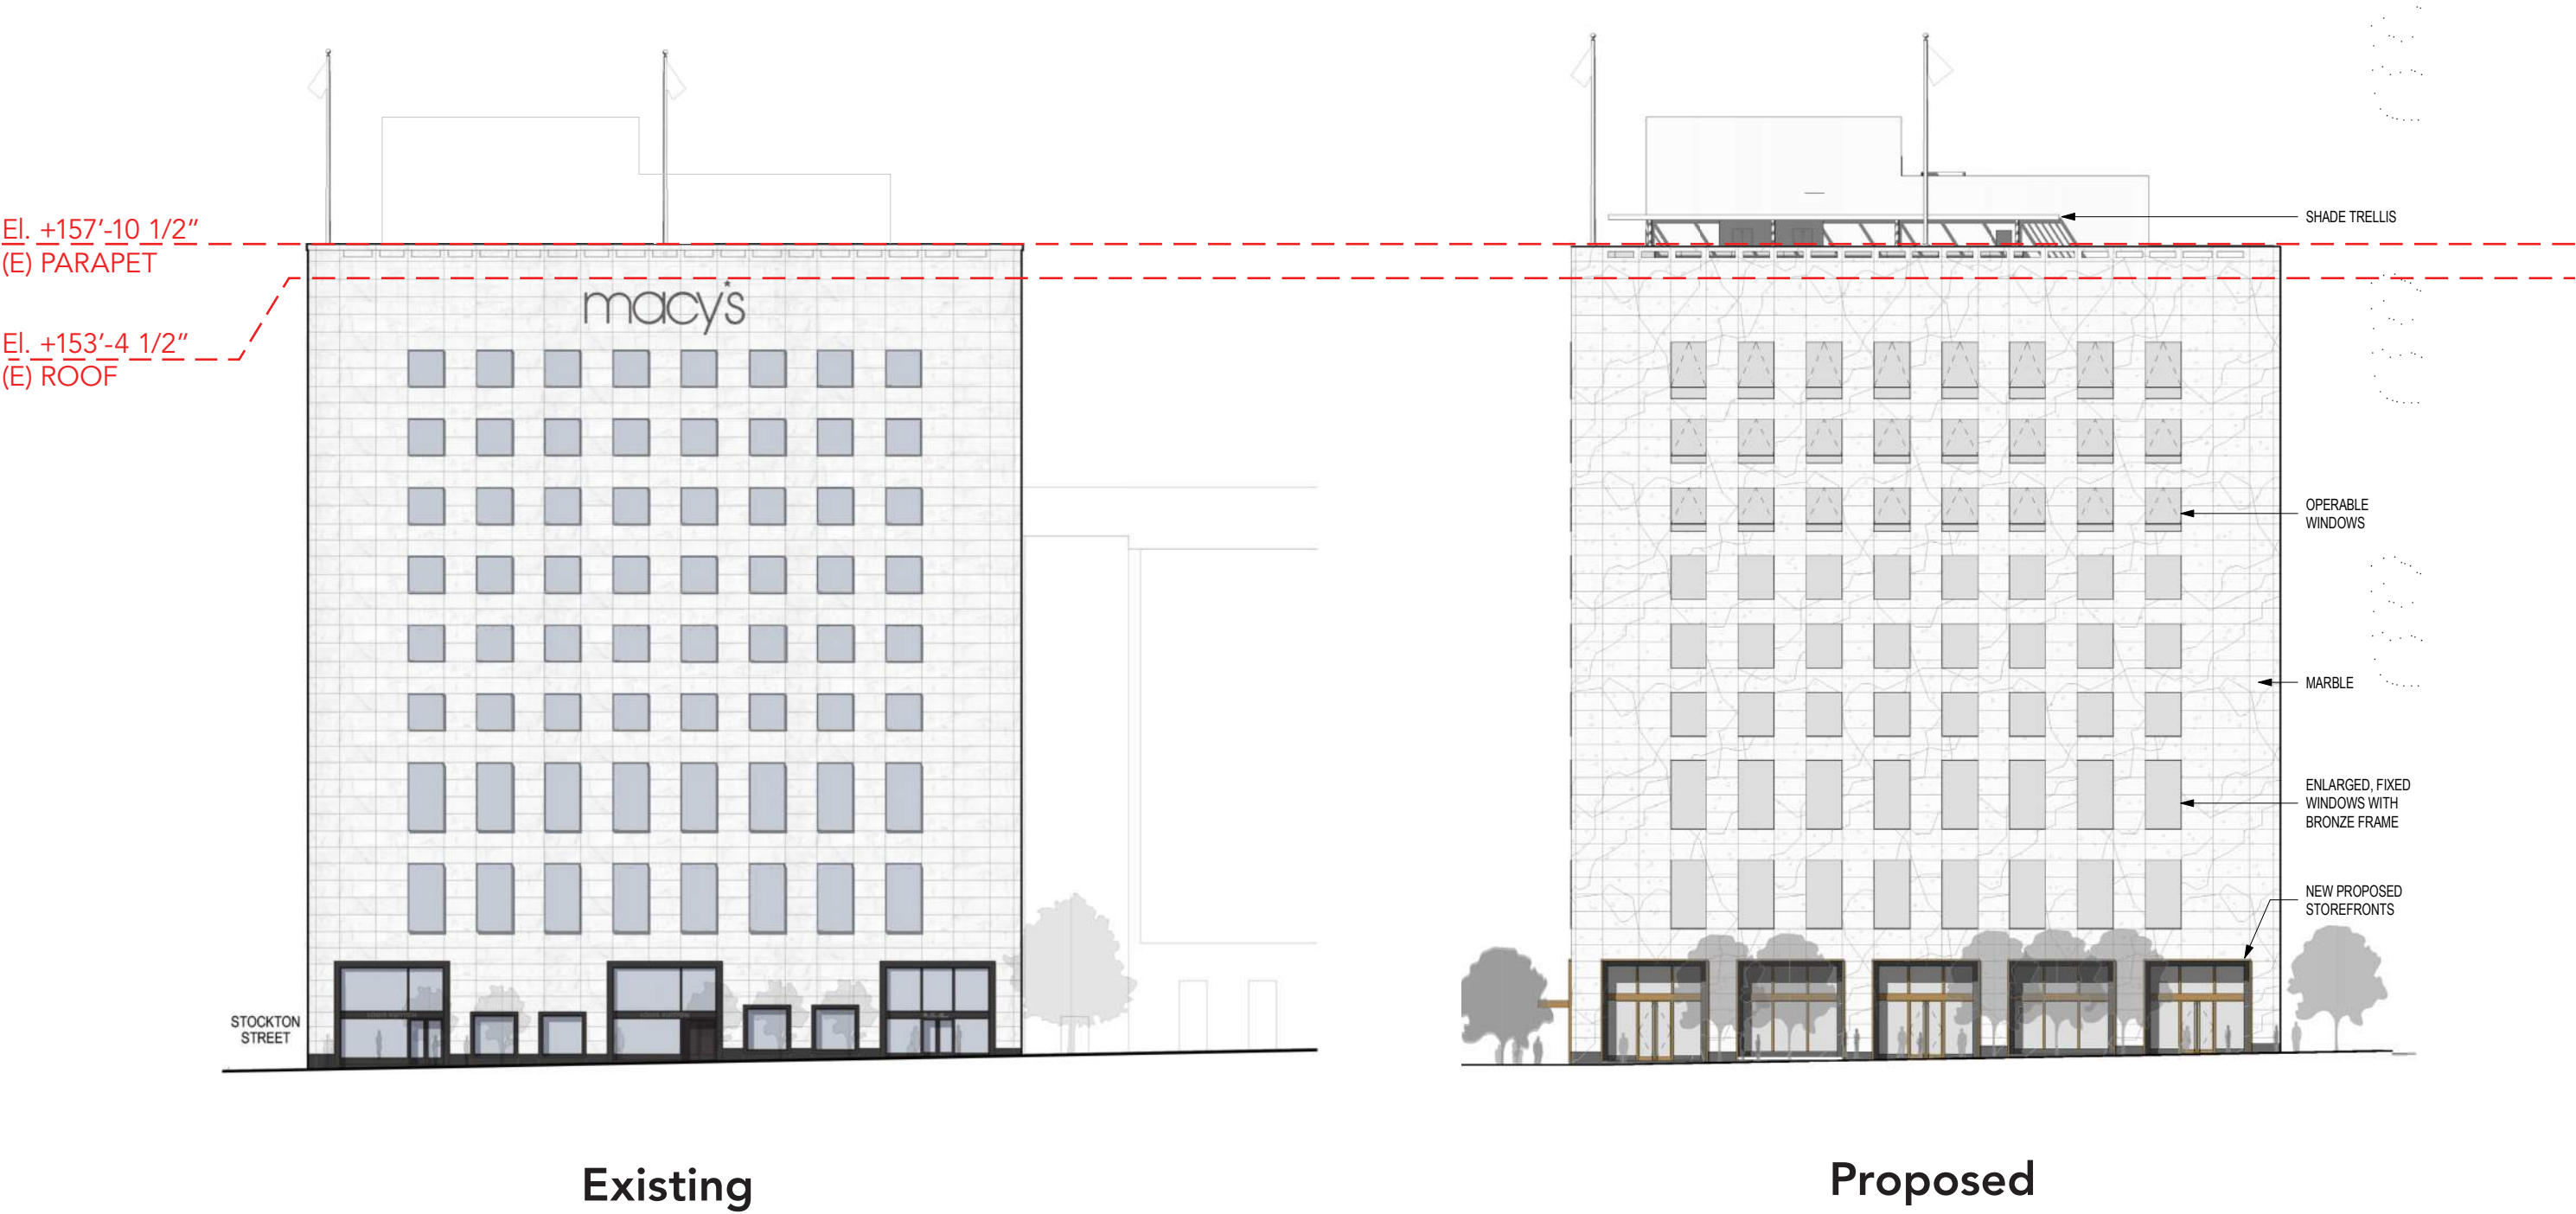 El. +157’-10 1/2”
(E) PARAPET
El. +153’-4 1/2”
(E) ROOF
macy's
STOCKTON
STREET
SHADE TRELLIS
OPERABLE
WINDOWS
MARBLE
ENLARGED, FIXED
WINDOWS WITH
BRONZE FRAME
NEW PROPOSED
STOREFRONTS
Existing
Proposed